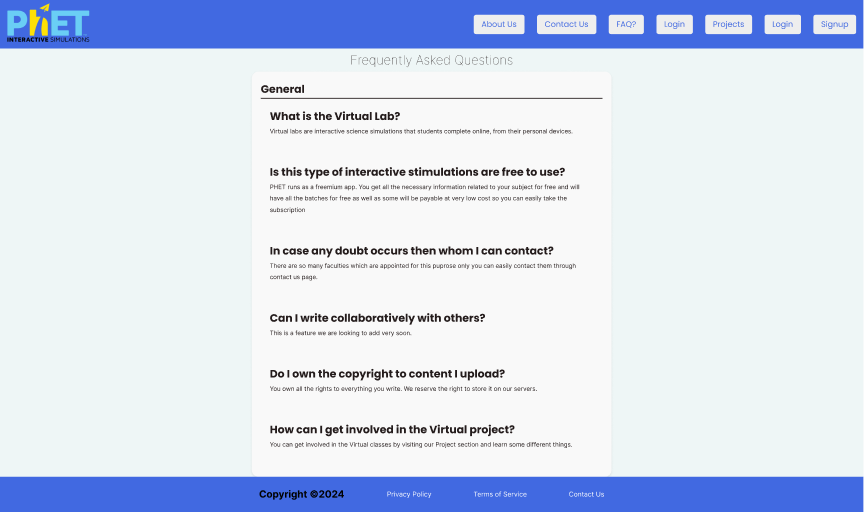 PhET
INTERACTIVE SIMULATIONS
About Us
Contact Us
FAQ?
Login
Projects
Login
Signup
Frequently Asked Questions
General
What is the Virtual Lab?
Virtual labs are interactive science simulations that students complete online, from their personal devices.
Is this type of interactive stimulations are free to use?
PHET runs as a freemium app. You get all the necessary information related to your subject for free and will
have all the batches for free as well as some will be payable at very low cost so you can easily take the
subscription
In case any doubt occurs then whom I can contact?
There are so many faculties which are appointed for this puprose only you can easily contact them through
contact us page.
Can I write collaboratively with others?
This is a feature we are looking to add very soon.
Do I own the copyright to content I upload?
You own all the rights to everything you write. We reserve the right to store it on our servers.
How can I get involved in the Virtual project?
You can get involved in the Virtual classes by visiting our Project section and learn some different things.
Copyright ©2024
Privacy Policy
Terms of Service
Contact Us